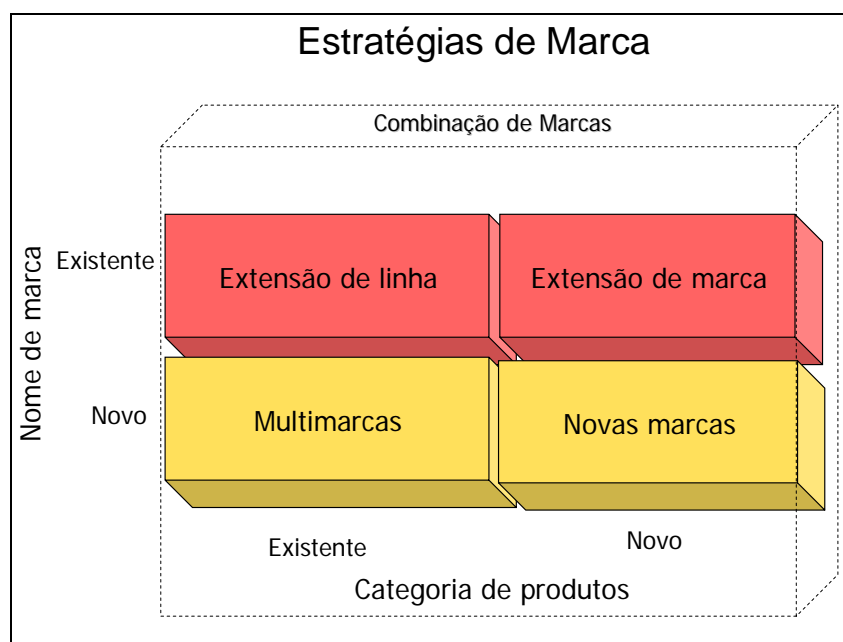 Estratégias de Marca
Combinação de Marcas
Nome de marca
Existente
Extensão de linha
Extensão de marca
Novo
Multimarcas
Novas marcas
Existente
Novo
Categoria de produtos